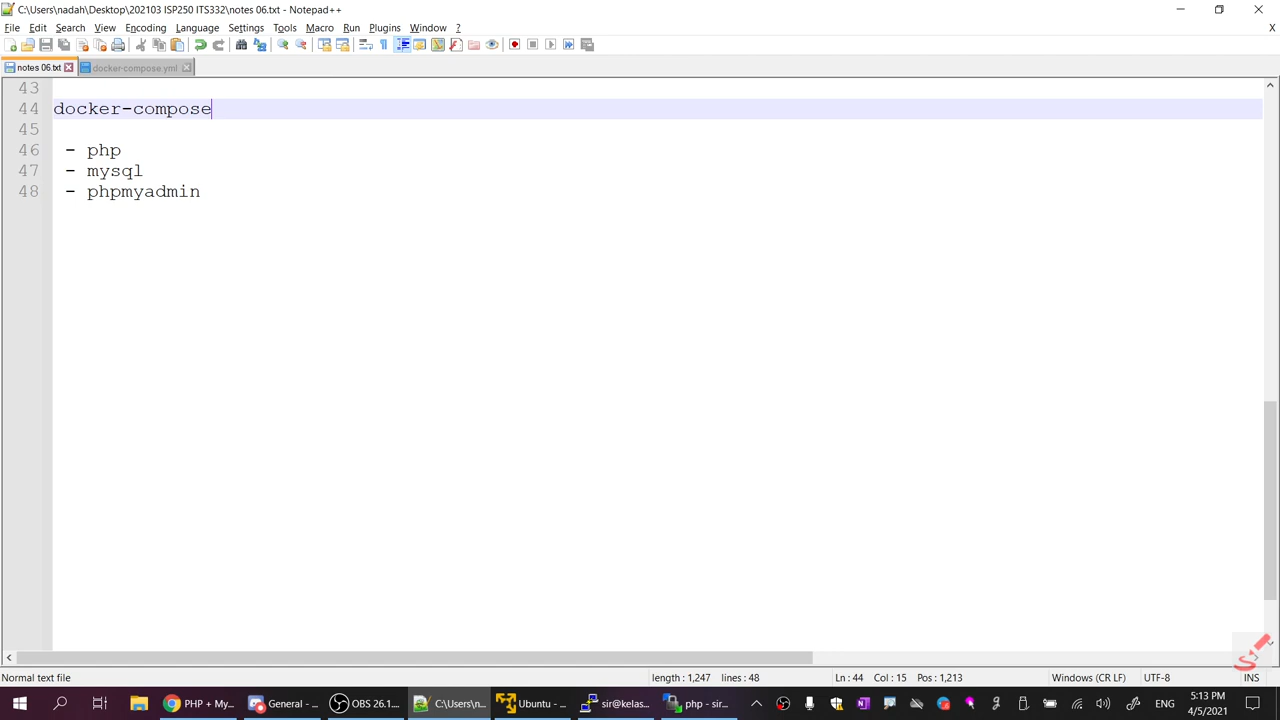 C:\Users\nadah\Desktop\202103 ISP250 ITS332\notes 06.txt - Notepad++
File Edit Search View Encoding Language Settings Tools Macro Run Plugins Window ? X
notes 06.txt docker-compose.yml
43
44 docker-compose
45
46 - php
47 - mysql
48 - phpmyadmin
Normal text file length : 1,247 lines : 48 Ln : 44 Col : 15 Pos : 1,213 Windows (CR LF) UTF-8 INS
PHP + My... General - ... OBS 26.1.... C:\Users\n... Ubuntu - ... sir@kelas... php - sir... ENG 5:13 PM
4/5/2021